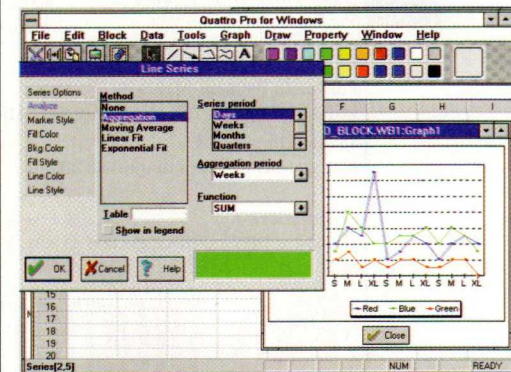 Quattro Pro for Windows
File Edit Block Data Tools Graph Draw Property Window Help
Line Series
Series Options
Analyze
Marker Style
Fill Color
Bkg Color
Fill Style
Line Color
Line Style
Method
None
Aggregation
Moving Average
Linear Fit
Exponential Fit
Table
Show in legend
Series period
Days
Weeks
Months
Quarters
Aggregation period
Weeks
Function
SUM
OK Cancel Help
F G H I
D_BLOCK.WB1:Graph1
S M L XL S M L XL S M L XL
Red Blue Green
Close
15
16
17
18
19
20
Series[2,5] NUM READY